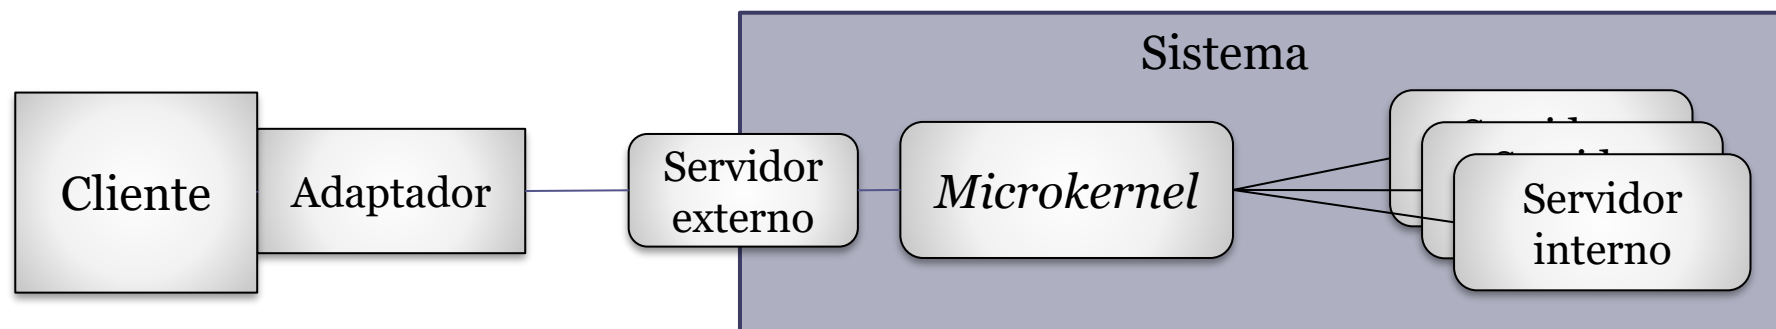 Sistema
Cliente
Adaptador
Servidor
externo
Microkernel
Servidor
interno